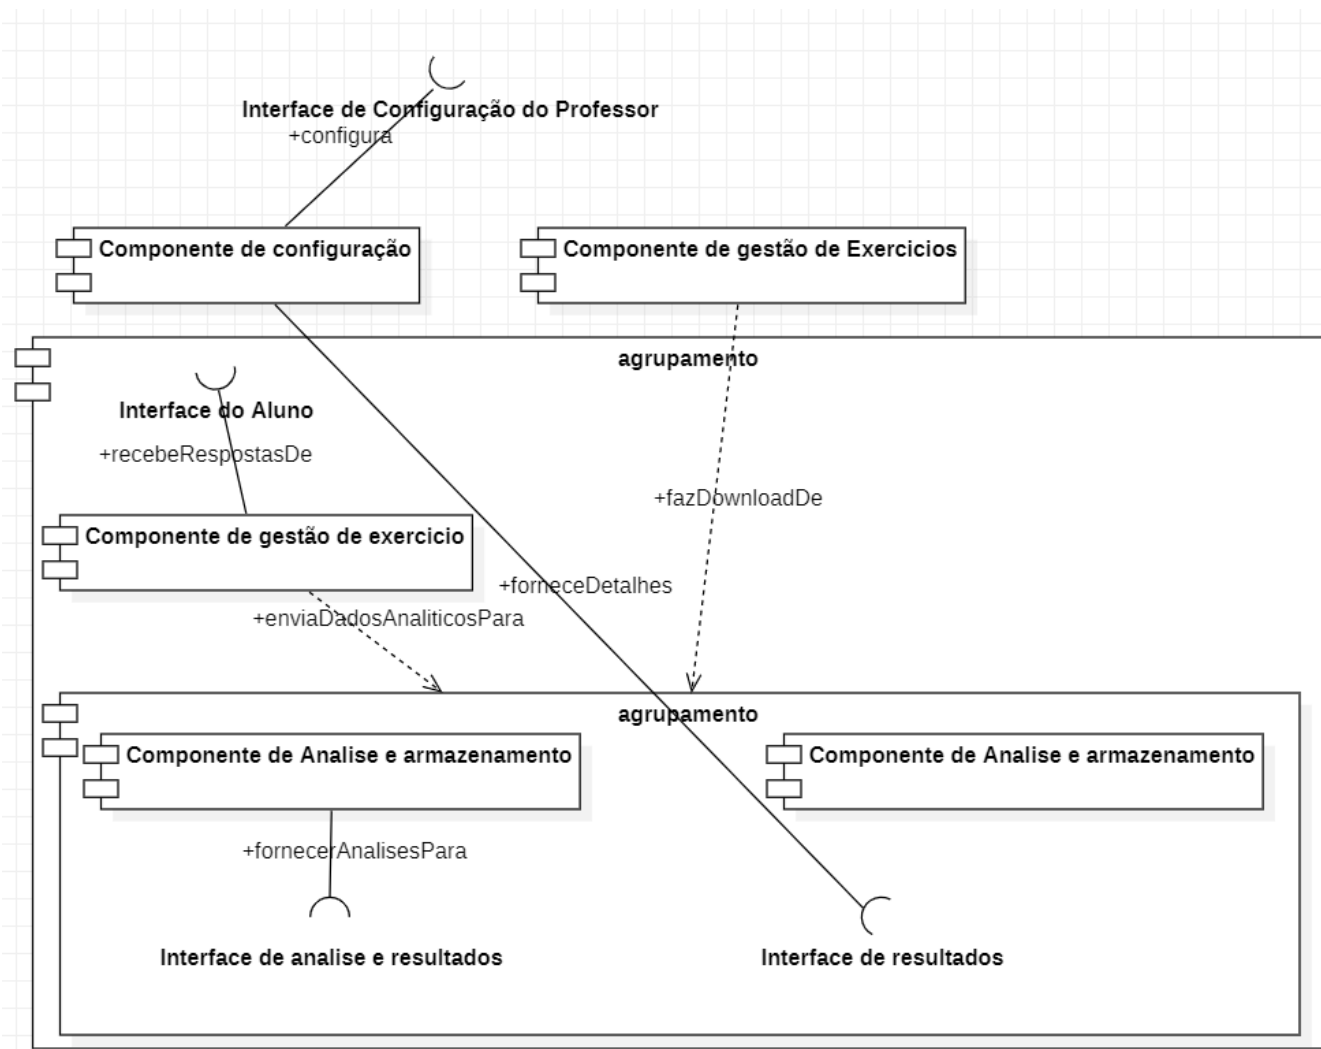 Interface de Configuração do Professor
+configura
Componente de configuração
Componente de gestão de Exercicios
agrupamento
Interface do Aluno
+recebeRespostasDe
+fazDownloadDe
Componente de gestão de exercicio
+forneceDetalhes
+enviaDadosAnaliticosPara
agrupamento
Componente de Analise e armazenamento
Componente de Analise e armazenamento
+fornecerAnalisesPara
Interface de analise e resultados
Interface de resultados